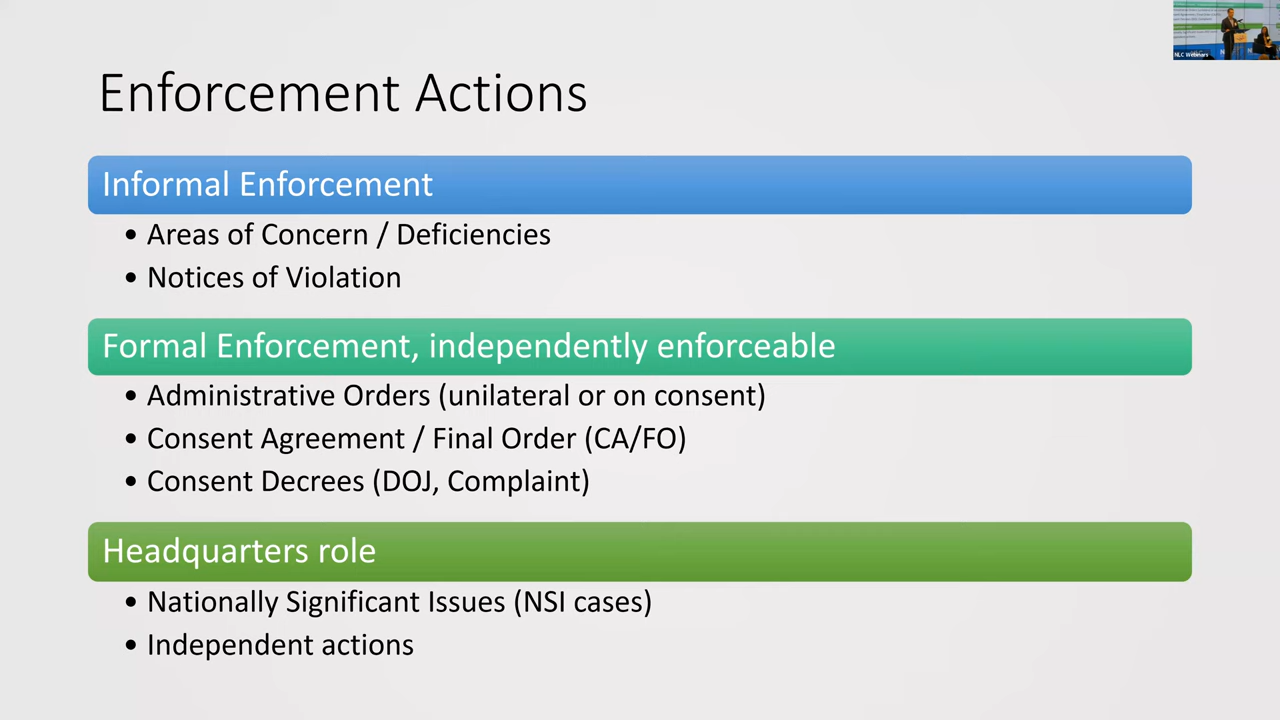 Enforcement Actions
Informal Enforcement
• Areas of Concern / Deficiencies
• Notices of Violation
Formal Enforcement, independently enforceable
• Administrative Orders (unilateral or on consent)
• Consent Agreement / Final Order (CA/FO)
• Consent Decrees (DOJ, Complaint)
Headquarters role
• Nationally Significant Issues (NSI cases)
• Independent actions
NLC Webinars